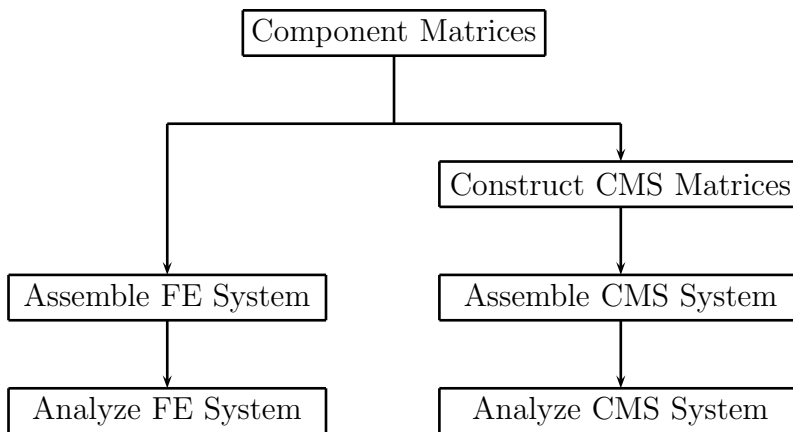 Component Matrices
Construct CMS Matrices
Assemble FE System
Assemble CMS System
Analyze FE System
Analyze CMS System